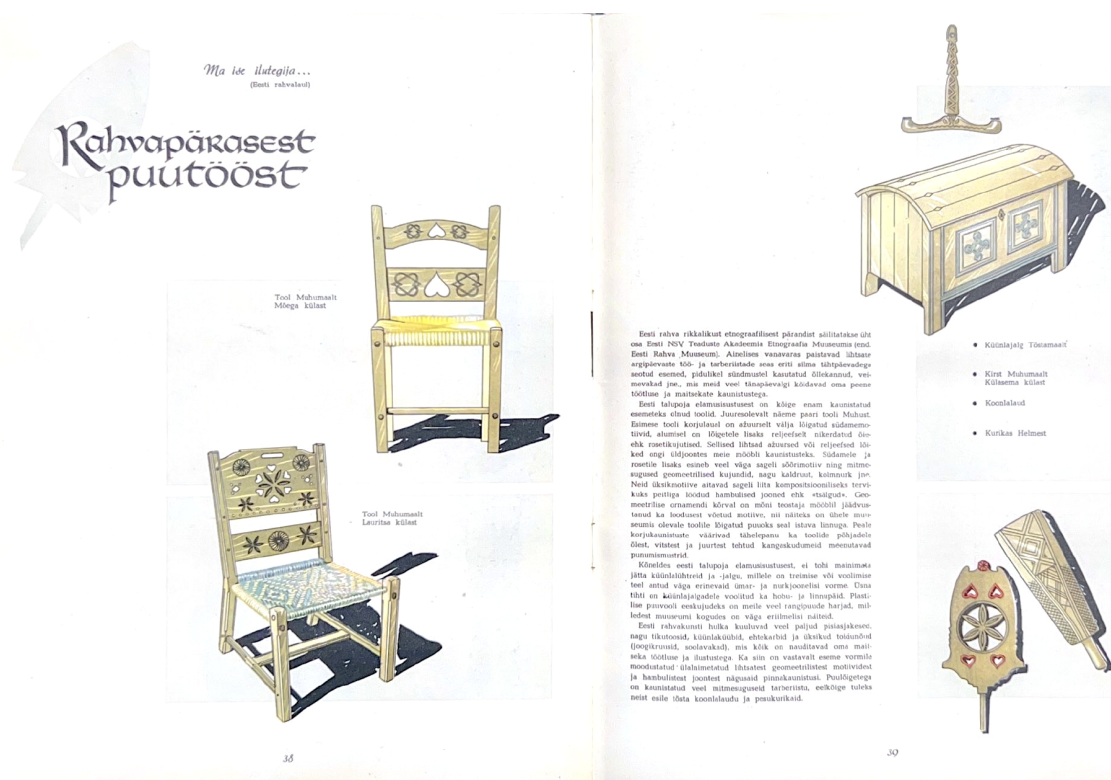 Ma ise ilutegija...
(Eesti rahvalaul)
Rahvapärasest
puutööst
Tool Muhumaalt
Mõega külast
Tool Muhumaalt
Lauritsa külast
38
Eesti rahva rikkalikust etnograafilisest pärandist säilitatakse üht
osa Eesti NSV Teaduste Akadeemia Etnograafia Muuseumis (end.
Eesti Rahva Muuseum). Ainelises vanavaras paistavad lihtsate
argipäevaste töö- ja tarberiistade seas eriti silma tähtpäevadega
seotud esemed, pidulikel sündmustel kasutatud õllekannud, vei-
mevakad jne., mis meid veel tänapäevalgi köidavad oma peene
töötluse ja maitsekate kaunistustega.
Eesti talupoja elamusisustusest on kõige enam kaunistatud
esemeteks olnud toolid. Juuresolevalt näeme paari tooli Muhust.
Esimese tooli korjulaual on ažuurselt välja lõigatud südamemo-
tiivid, alumisel on lõigetele lisaks reljeefselt nikerdatud õie-
ehk rosetikujutised. Sellised lihtsad ažuursed või reljeefsed lõi-
ked ongi üldjoontes meie mööbli kaunistusteks. Südamele ja
rosetile lisaks esineb veel väga sageli sõõrimotiiv ning mitme-
sugused geomeetrilised kujundid, nagu kaldruut, kolmnurk jne.
Neid üksikmotiive aitavad sageli liita kompositsiooniliseks tervi-
kuks peitliga loodud hambulised jooned ehk «tsälgud». Geo-
meetrilise ornamendi kõrval on mõni teostaja mööblil jäädvus-
tanud ka loodusest võetud motiive, nii näiteks on ühele muu-
seumis olevale toolile lõigatud puuoks seal istuva linnuga. Peale
korjukaunistuste väärivad tähelepanu ka toolide põhjadele
õlest, vitstest ja juurtest tehtud kangaskudumeid meenutavad
punumismustrid.
Kõneldes eesti talupoja elamusisustusest, ei tohi mainimata
jätta küünlalühtreid ja -jalgu, millele on treimise või voolimise
teel antud väga erinevaid ümar- ja nurkjoonelisi vorme. Üsna
tihti on küünlajalgadele voolitud ka hobu- ja linnupäid. Plasti-
lise puuvooli eeskujudeks on meile veel rangipuude harjad, mil-
ledest muuseumi kogudes on väga eriilmelisi näiteid.
Eesti rahvakunsti hulka kuuluvad veel paljud pisiasjakesed,
nagu tikutoosid, küünlaküübid, ehtekarbid ja üksikud toidunõud
(joogikruusid, soolavakad), mis kõik on nauditavad oma mait-
seka töötluse ja ilustustega. Ka siin on vastavalt eseme vormile
moodustatud ülalnimetatud lihtsatest geomeetrilistest motiividest
ja hambulistest joontest nägusaid pinnakaunistusi. Puulõigetega
on kaunistatud veel mitmesuguseid tarberiistu, eelkõige tuleks
neist esile tõsta koonlalaudu ja pesukurikaid.
• Küünlajalg Tõstamaalt
• Kirst Muhumaalt
Külasema külast
• Koonlalaud
• Kurikas Helmest
39